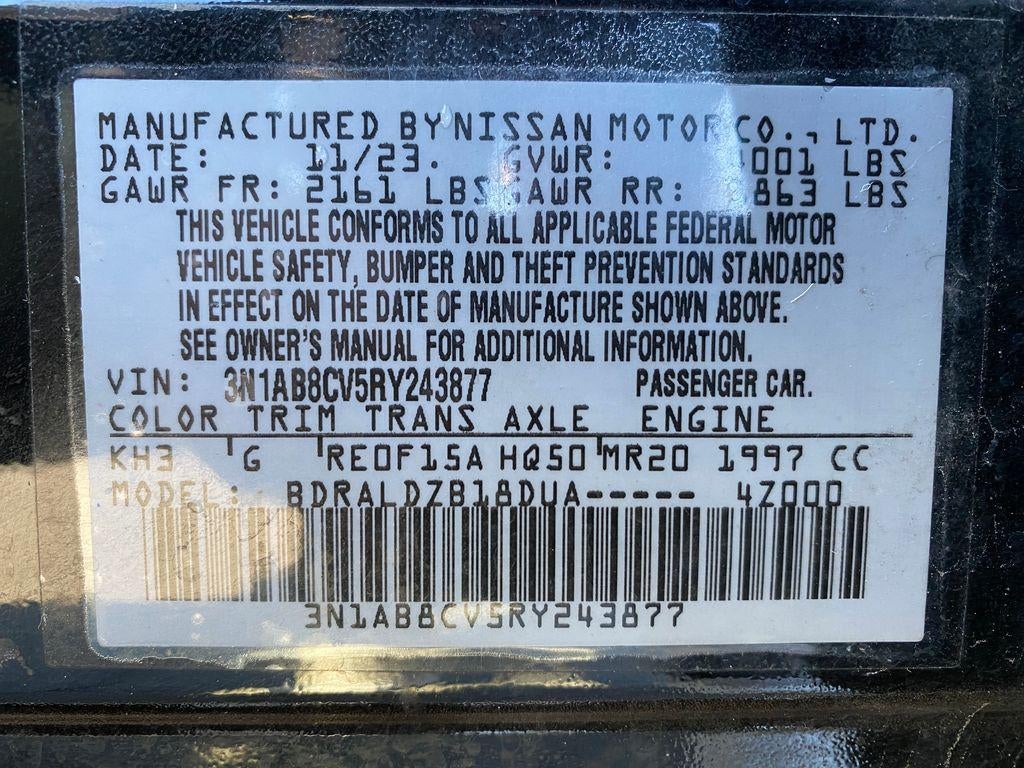 MANUFACTURED BY NISSAN MOTOR CO., LTD.
DATE: 11/23. GVWR: LBS
GAWR FR: 2161 LBS GAWR RR: LBS
THIS VEHICLE CONFORMS TO ALL APPLICABLE FEDERAL MOTOR
VEHICLE SAFETY, BUMPER AND THEFT PREVENTION STANDARDS
IN EFFECT ON THE DATE OF MANUFACTURE SHOWN ABOVE.
SEE OWNER'S MANUAL FOR ADDITIONAL INFORMATION.
VIN: 3N1AB8CV5RY243877 PASSENGER CAR.
COLOR TRIM TRANS AXLE ENGINE
KH3 G RE0F15A HQ50 MR20 1997 CC
MODEL: BDRALDZB18DUA----- 4Z000
3N1AB8CV5RY243877